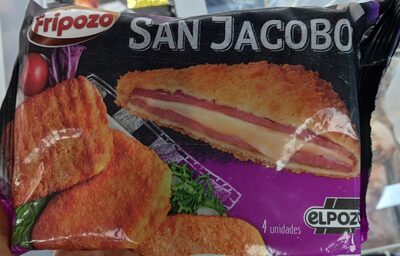 Fripozo
SAN JACOBO
4 unidades
ELPOZO